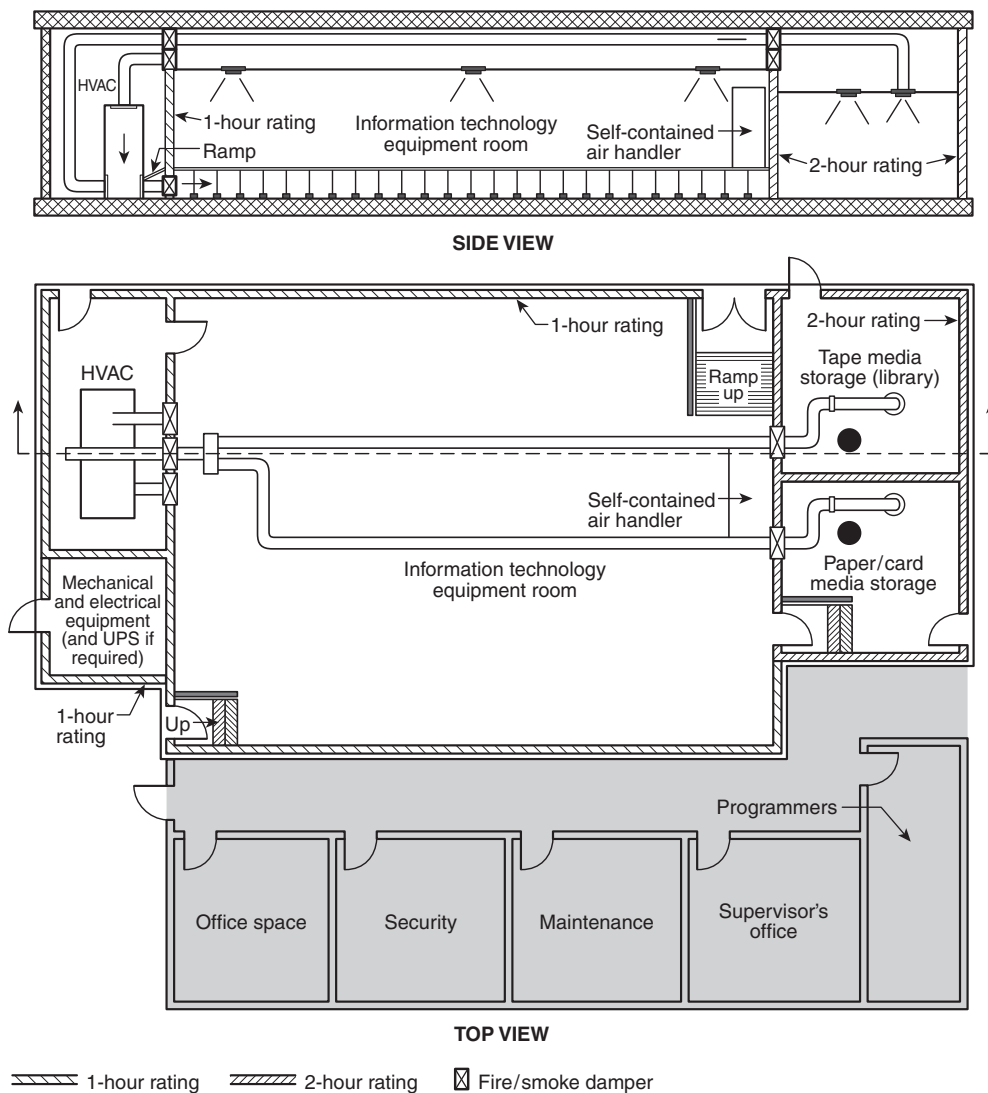 HVAC
1-hour rating
Ramp
Information technology
equipment room
Self-contained
air handler
2-hour rating
SIDE VIEW
1-hour rating
2-hour rating
HVAC
Ramp
up
Tape media
storage (library)
Self-contained
air handler
Information technology
equipment room
Paper/card
media storage
Mechanical
and electrical
equipment
(and UPS if
required)
1-hour
rating
Up
Programmers
Office space
Security
Maintenance
Supervisor's
office
TOP VIEW
1-hour rating
2-hour rating
Fire/smoke damper